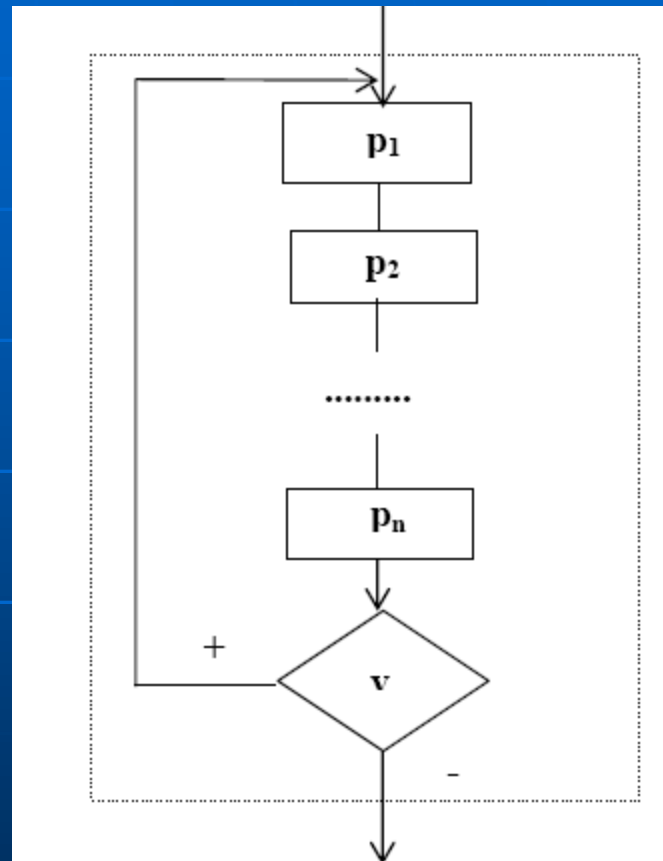 p₁
p₂
.........
pₙ
+
v
-